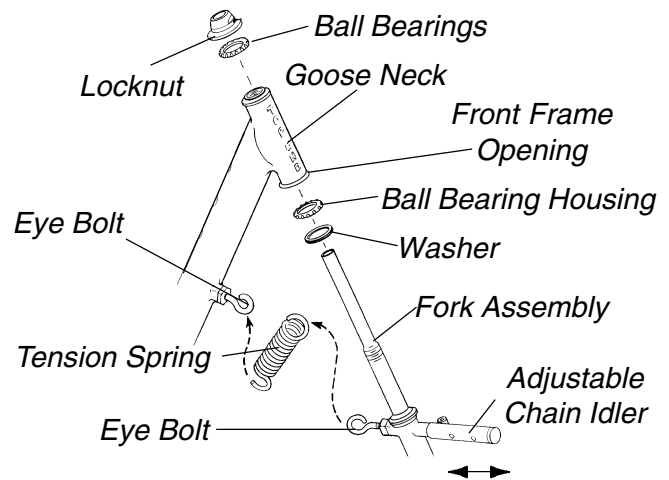 Ball Bearings
Locknut
Goose Neck
Front Frame
Opening
Ball Bearing Housing
Eye Bolt
Washer
Fork Assembly
Tension Spring
Adjustable
Chain Idler
Eye Bolt